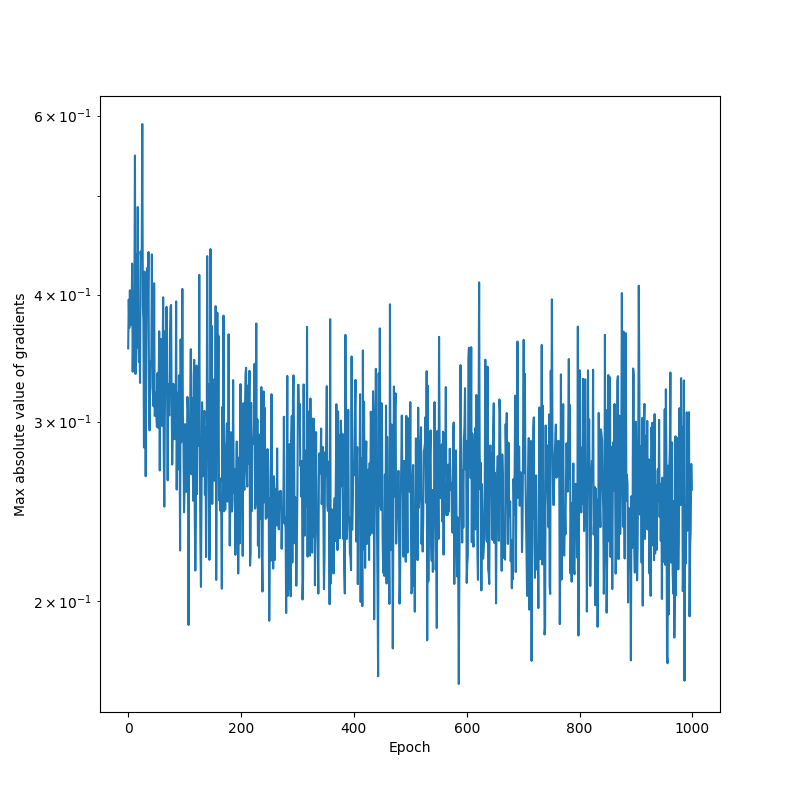 Max absolute value of gradients
6 × 10⁻¹
4 × 10⁻¹
3 × 10⁻¹
2 × 10⁻¹
0 200 400 600 800 1000
Epoch